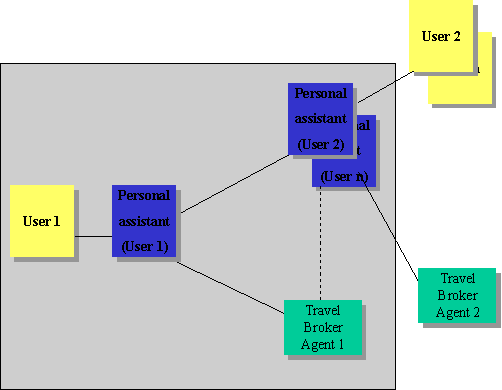 User 2
Personal
assistant
(User 2)
(User n)
Personal
assistant
(User 1)
User 1
Travel
Broker
Agent 2
Travel
Broker
Agent 1